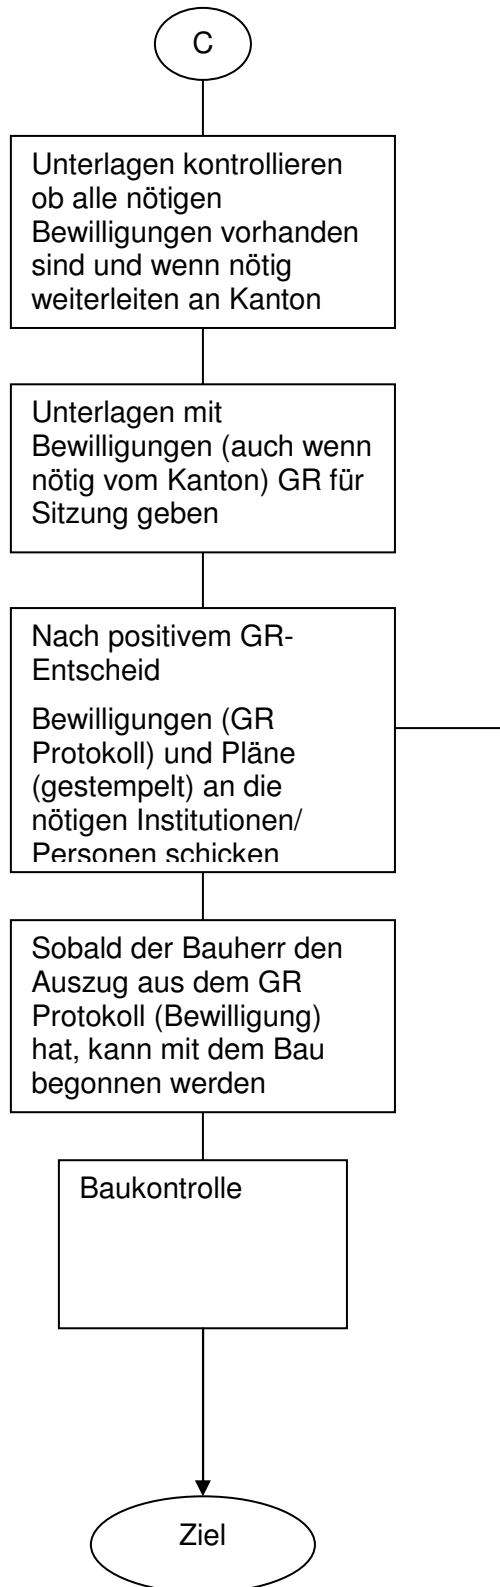 C
Unterlagen kontrollieren
ob alle nötigen
Bewilligungen vorhanden
sind und wenn nötig
weiterleiten an Kanton
Unterlagen mit
Bewilligungen (auch wenn
nötig vom Kanton) GR für
Sitzung geben
Nach positivem GR-
Entscheid
Bewilligungen (GR
Protokoll) und Pläne
(gestempelt) an die
nötigen Institutionen/
Personen schicken
Sobald der Bauherr den
Auszug aus dem GR
Protokoll (Bewilligung)
hat, kann mit dem Bau
begonnen werden
Baukontrolle
Ziel